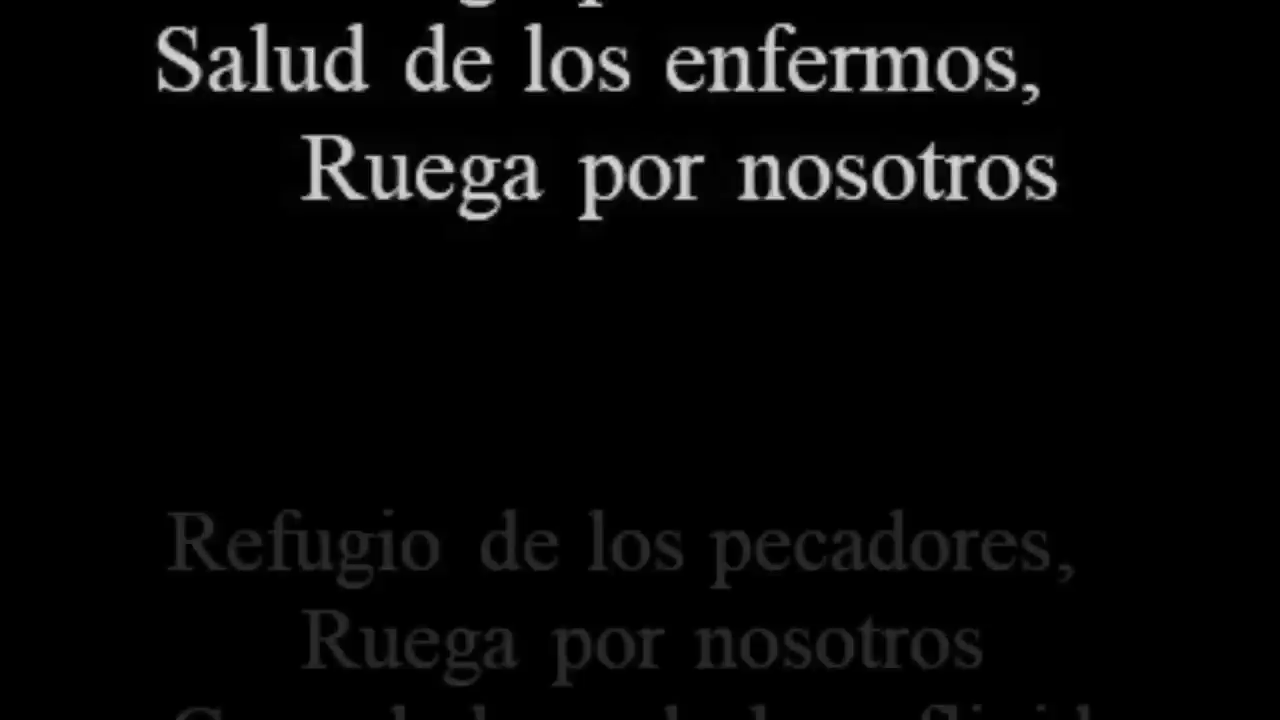 Salud de los enfermos,
Ruega por nosotros
Refugio de los pecadores,
Ruega por nosotros